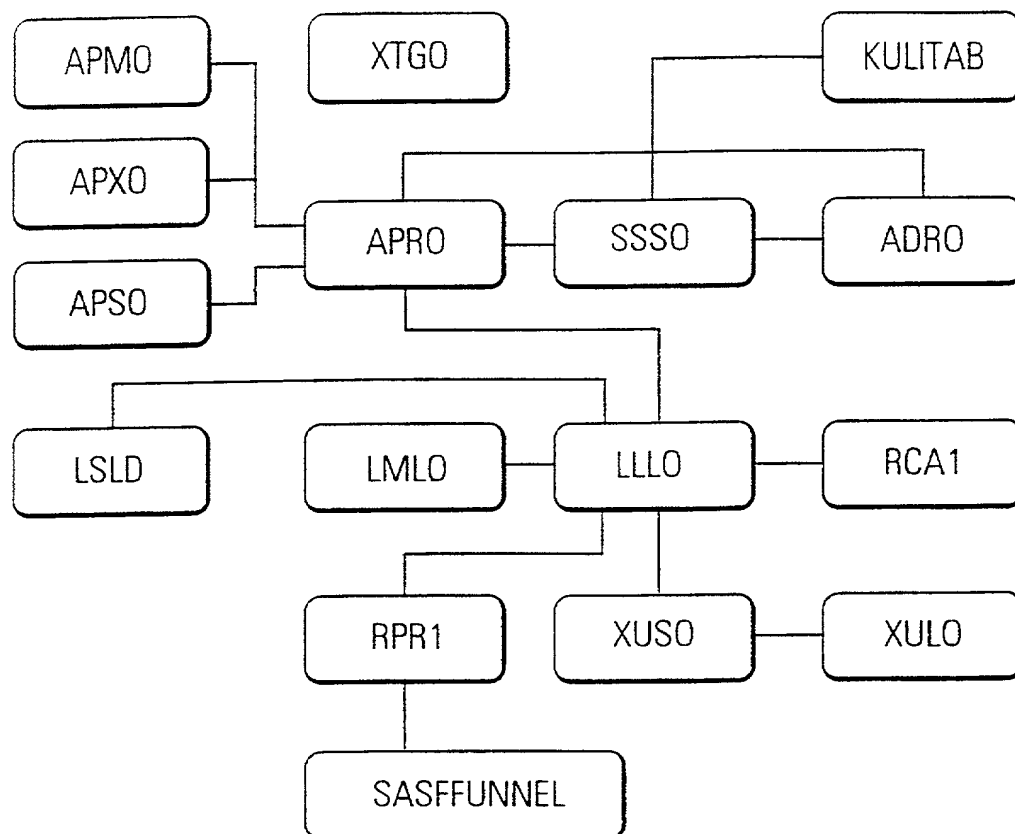 APMO
XTGO
KULITAB
APXO
APRO
SSSO
ADRO
APSO
LSLD
LMLO
LLLO
RCA1
RPR1
XUSO
XULO
SASFFUNNEL